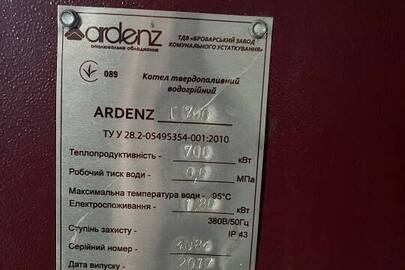 ardenz
опалювальне обладнання
ТДВ «БРОВАРСЬКИЙ ЗАВОД
КОМУНАЛЬНОГО УСТАТКУВАННЯ»
089
Котел твердопаливний
водогрійний
ARDENZ 700
ТУ У 28.2-05495354-001:2010
Теплопродуктивність - 700 кВт
Робочий тиск води - МПа
Максимальна температура води - 95°С
Електроспоживання - кВт
380В/50Гц
Ступінь захисту - IP 43
Серійний номер -
Дата випуску - 2017